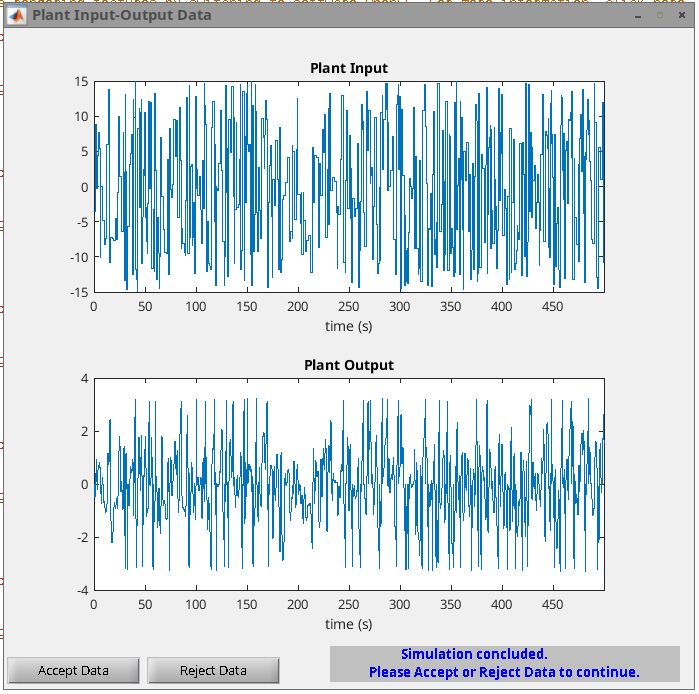 Plant Input-Output Data
Plant Input
15
10
5
0
-5
-10
-15
0 50 100 150 200 250 300 350 400 450
time (s)
Plant Output
4
2
0
-2
-4
0 50 100 150 200 250 300 350 400 450
time (s)
Simulation concluded.
Accept Data Reject Data Please Accept or Reject Data to continue.